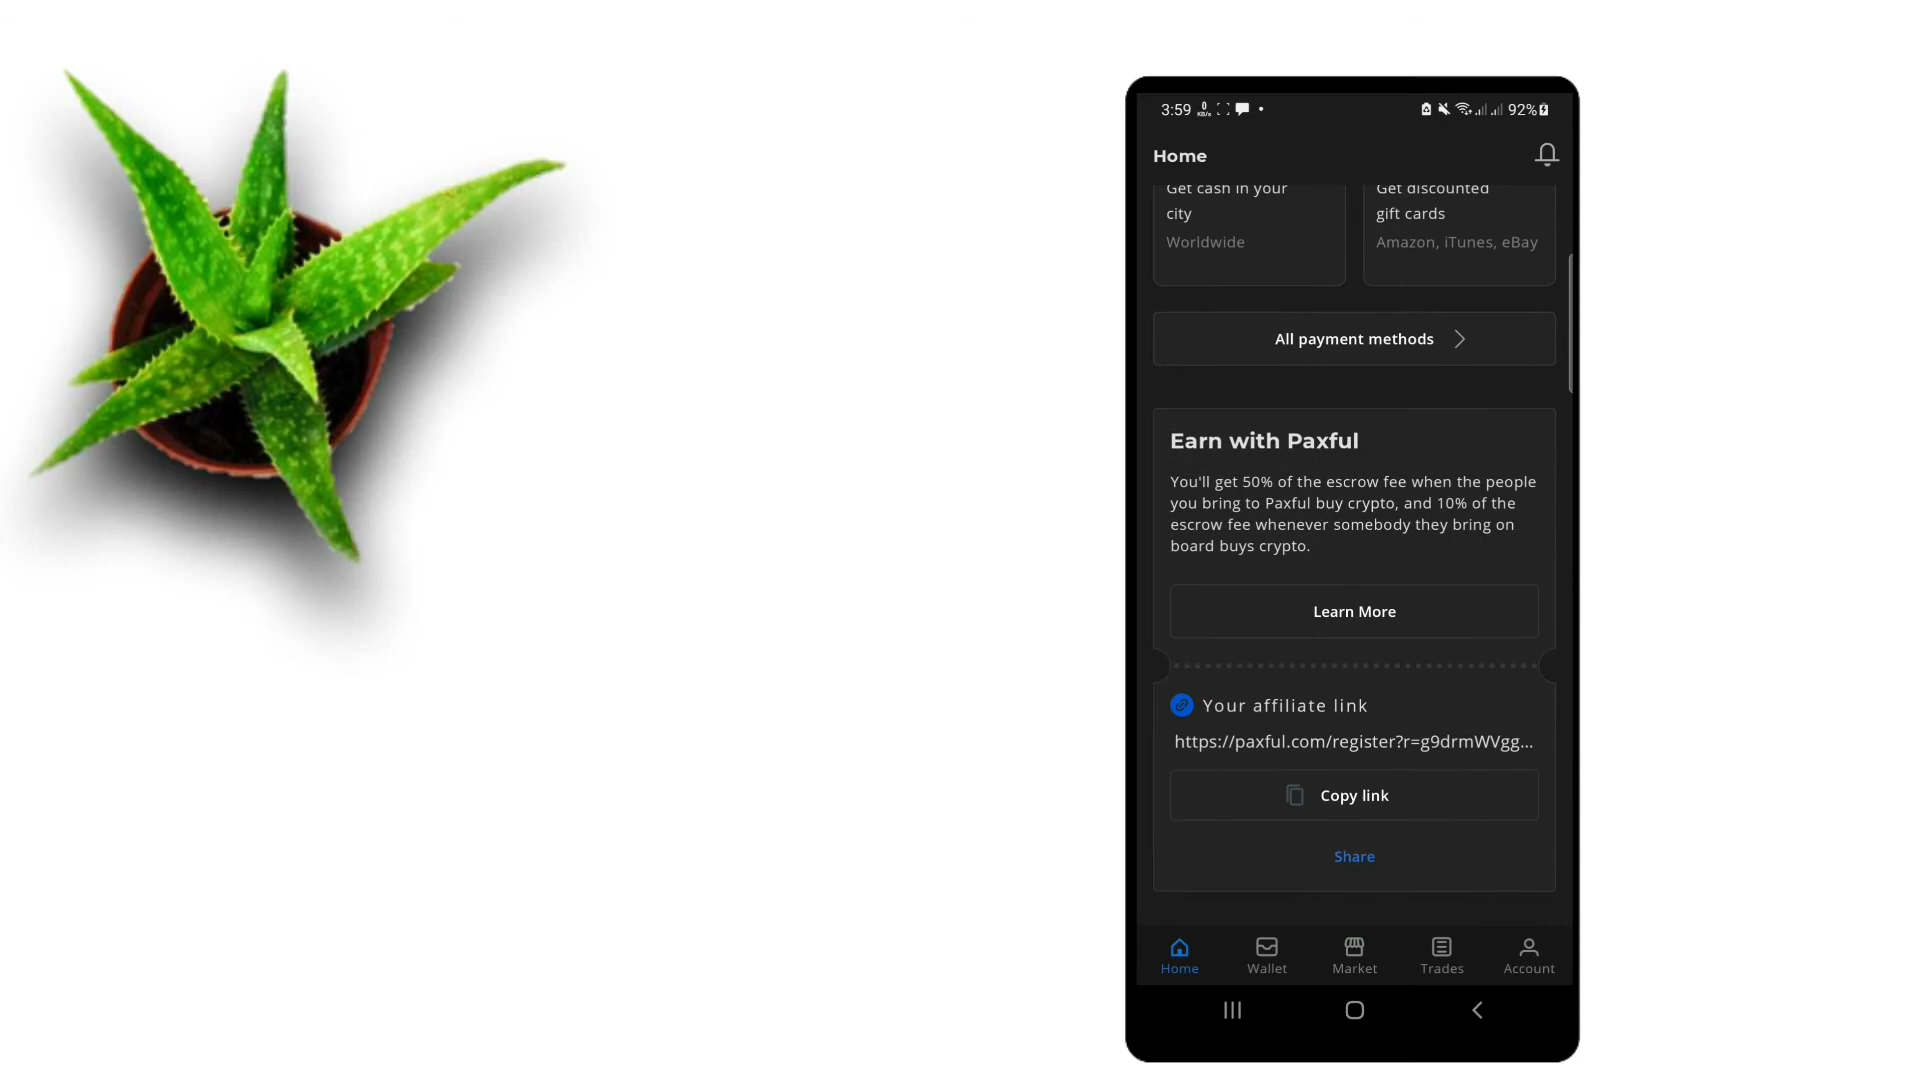 3:59
92%
Home
Get cash in your
city
Worldwide
Get discounted
gift cards
Amazon, iTunes, eBay
All payment methods
Earn with Paxful
You'll get 50% of the escrow fee when the people
you bring to Paxful buy crypto, and 10% of the
escrow fee whenever somebody they bring on
board buys crypto.
Learn More
Your affiliate link
https://paxful.com/register?r=g9drmWVgg...
Copy link
Share
Home
Wallet
Market
Trades
Account